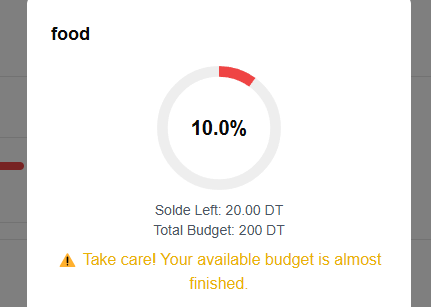 food
10.0%
Solde Left: 20.00 DT
Total Budget: 200 DT
⚠️ Take care! Your available budget is almost
finished.